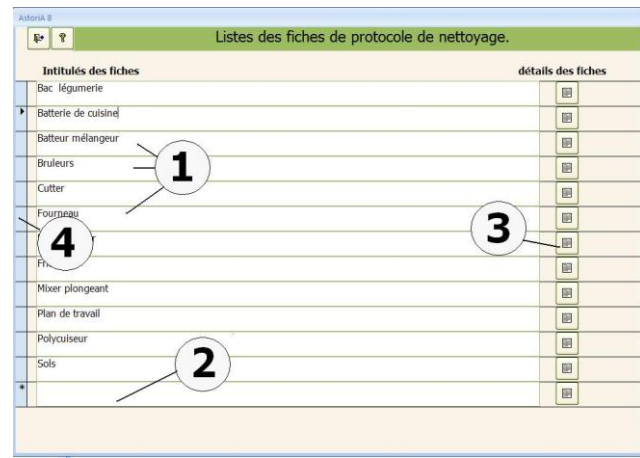 AstoriA 8
?
Listes des fiches de protocole de nettoyage.
Intitulés des fiches détails des fiches
Bac légumerie
Batterie de cuisine
Batteur mélangeur
Bruleurs
1
Cutter
Fourneau
3
4
Mixer plongeant
Plan de travail
Polycuiseur
Sols
2
*